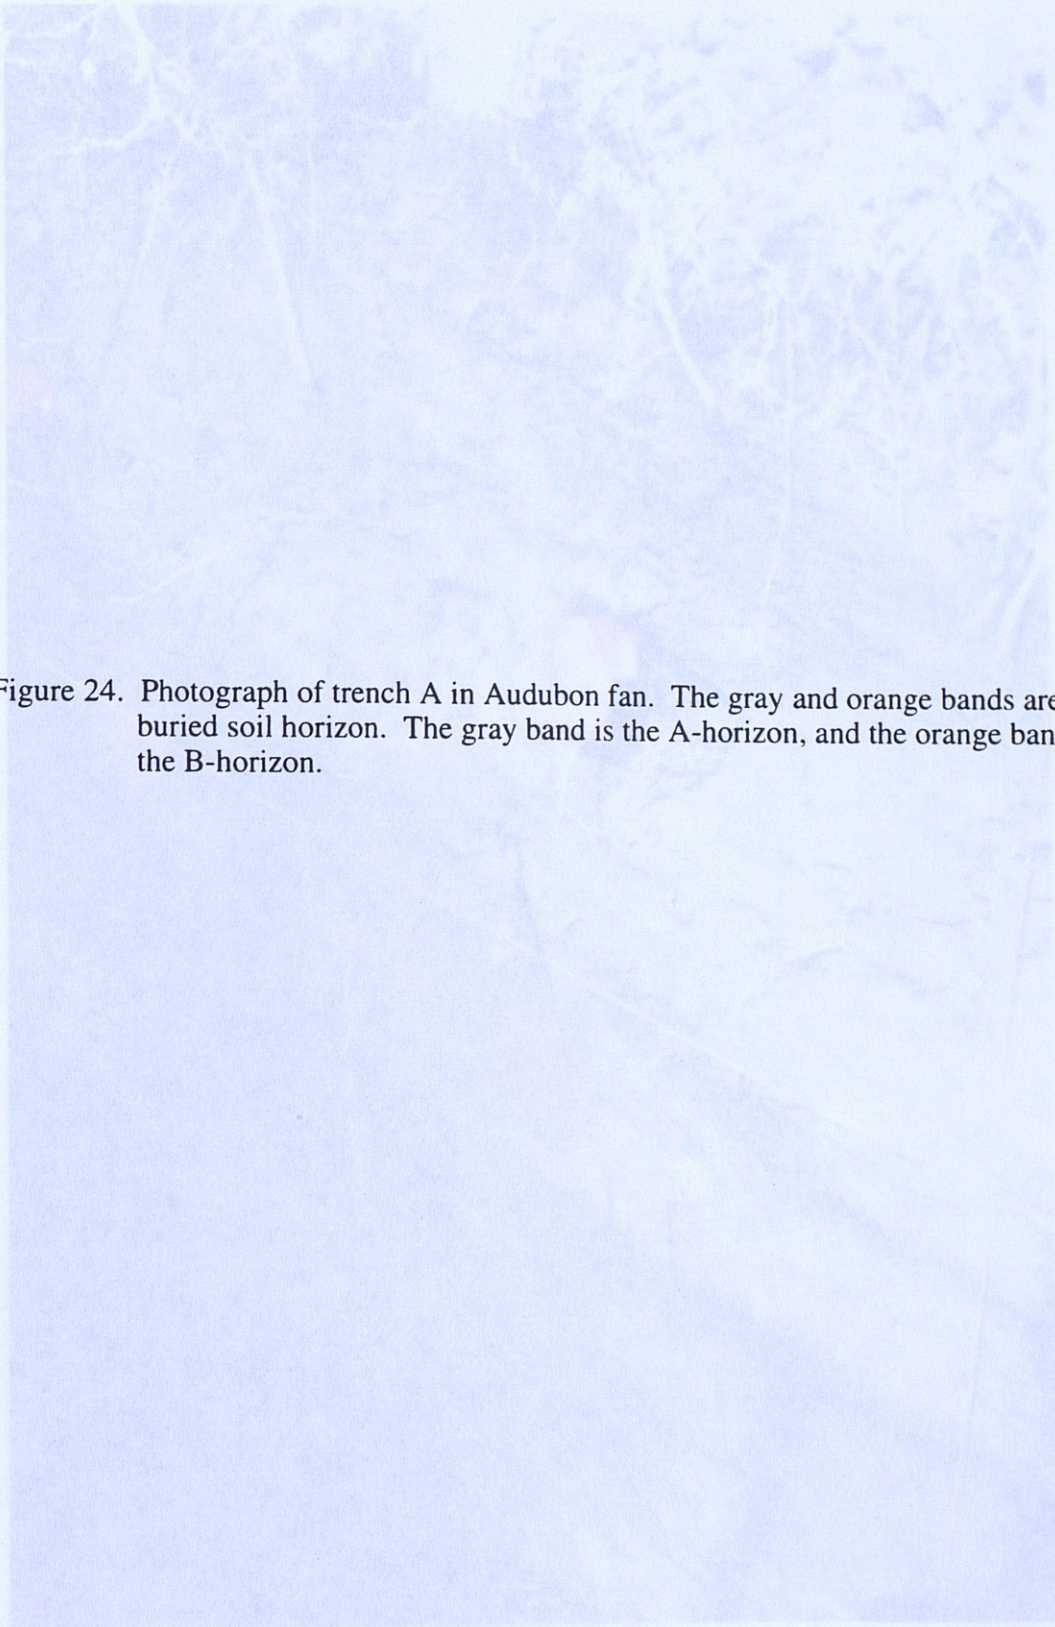 Figure 24. Photograph of trench A in Audubon fan. The gray and orange bands are
buried soil horizon. The gray band is the A-horizon, and the orange ban
the B-horizon.